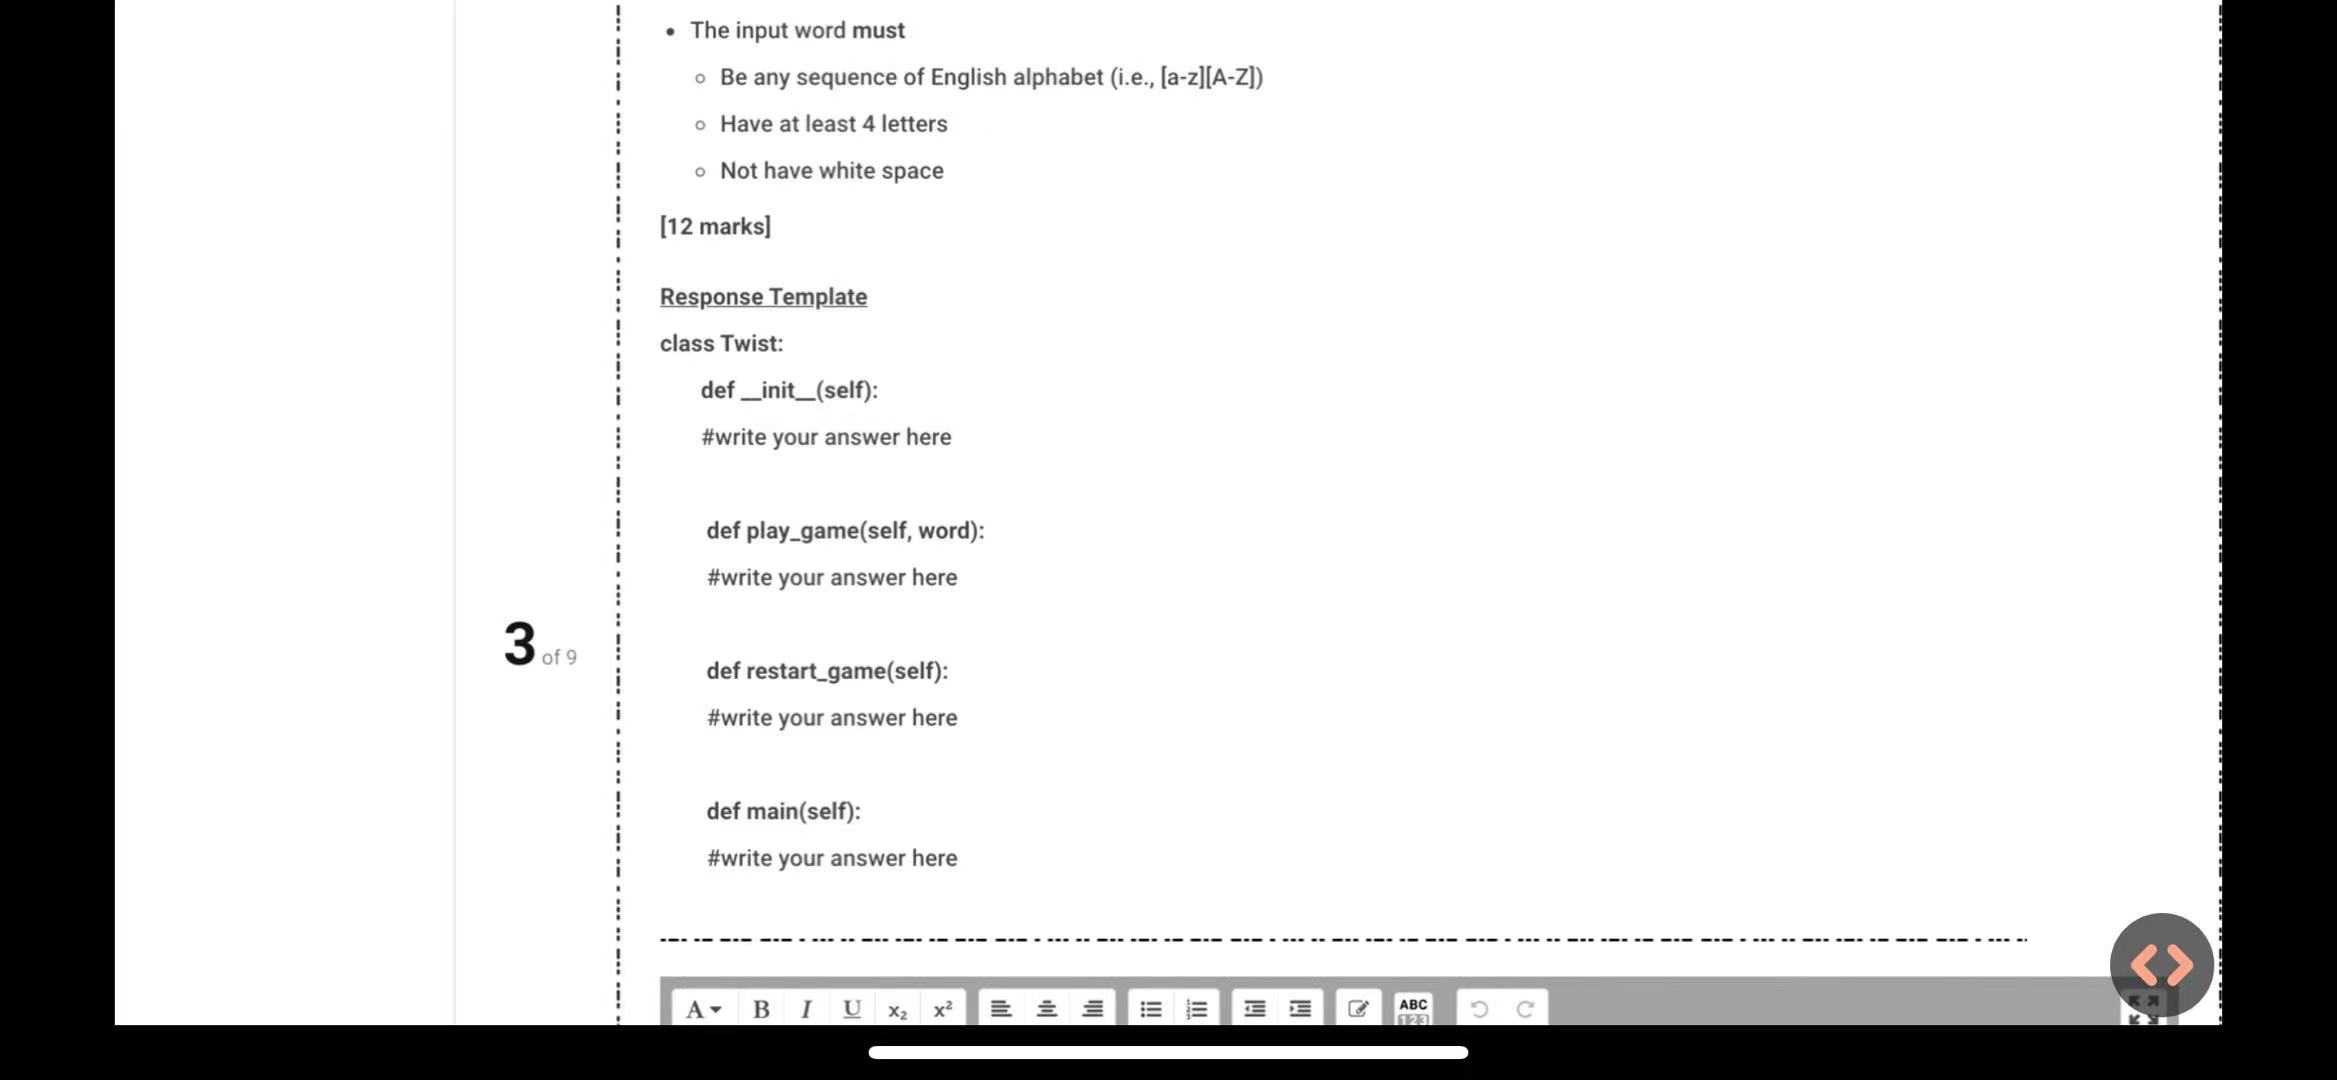 • The input word must
○ Be any sequence of English alphabet (i.e., [a-z][A-Z])
○ Have at least 4 letters
○ Not have white space
[12 marks]
Response Template
class Twist:
def __init__(self):
#write your answer here
def play_game(self, word):
#write your answer here
3 of 9
def restart_game(self):
#write your answer here
def main(self):
#write your answer here
A B I U x₂ x² ABC 123